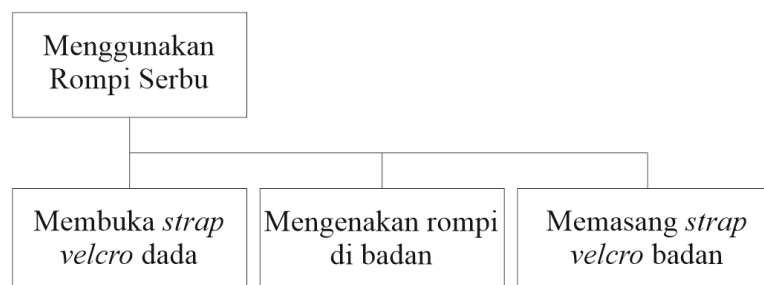 Menggunakan
Rompi Serbu
Membuka strap
velcro dada
Mengenakan rompi
di badan
Memasang strap
velcro badan